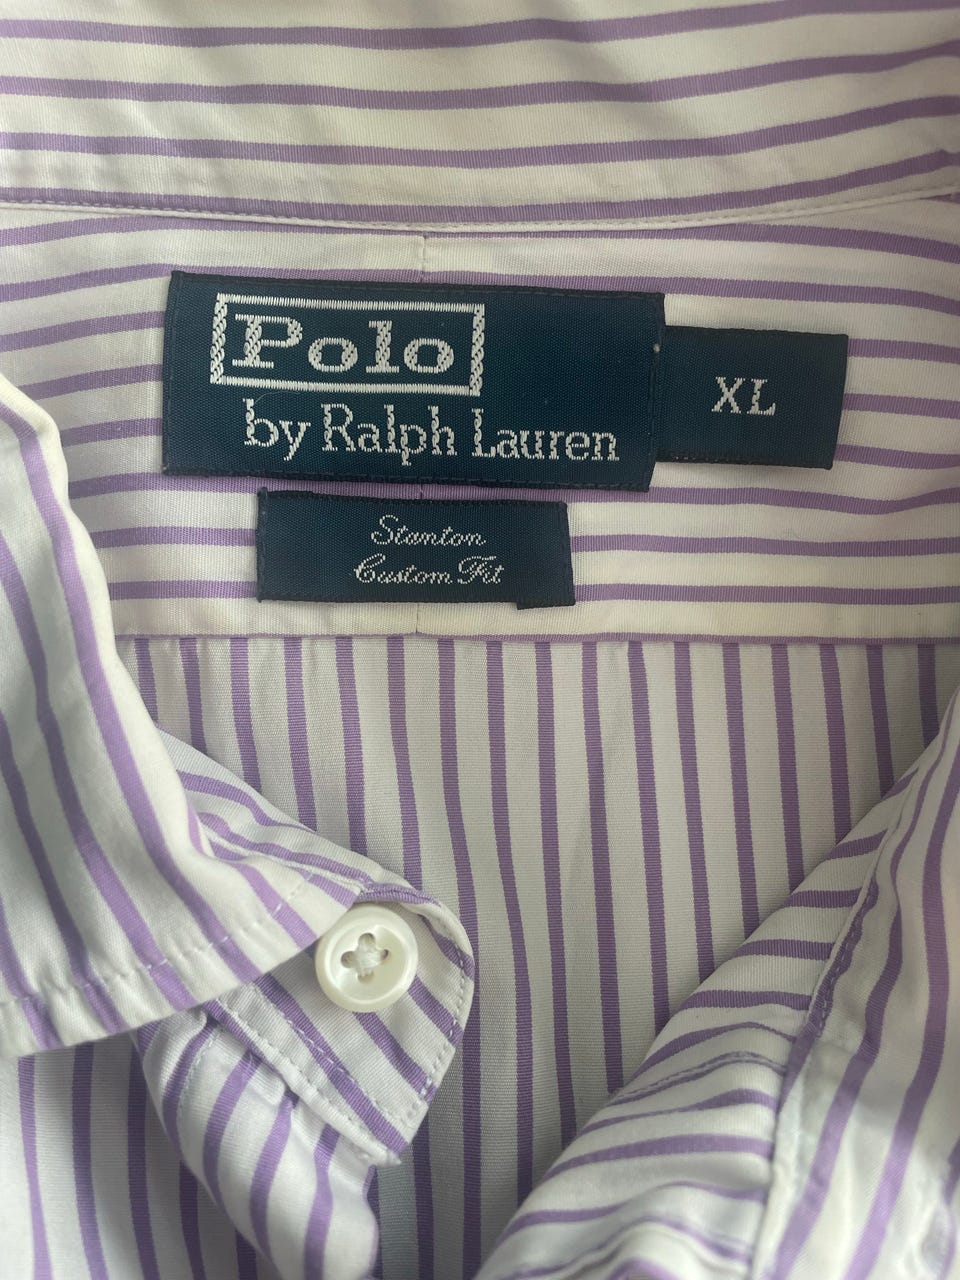 Polo
by Ralph Lauren
XL
Stanton
Custom Fit